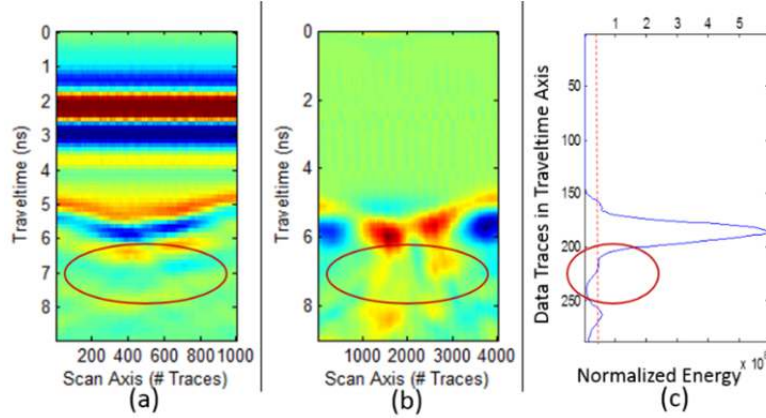 0
1
2
3
4
5
6
7
8
Traveltime (ns)
200 400 600 800 1000
Scan Axis (# Traces)
(a)
0
2
4
6
8
Traveltime (ns)
1000 2000 3000 4000
Scan Axis (# Traces)
(b)
1 2 3 4 5
50
100
150
200
250
Data Traces in Traveltime Axis
Normalized Energy
(c)